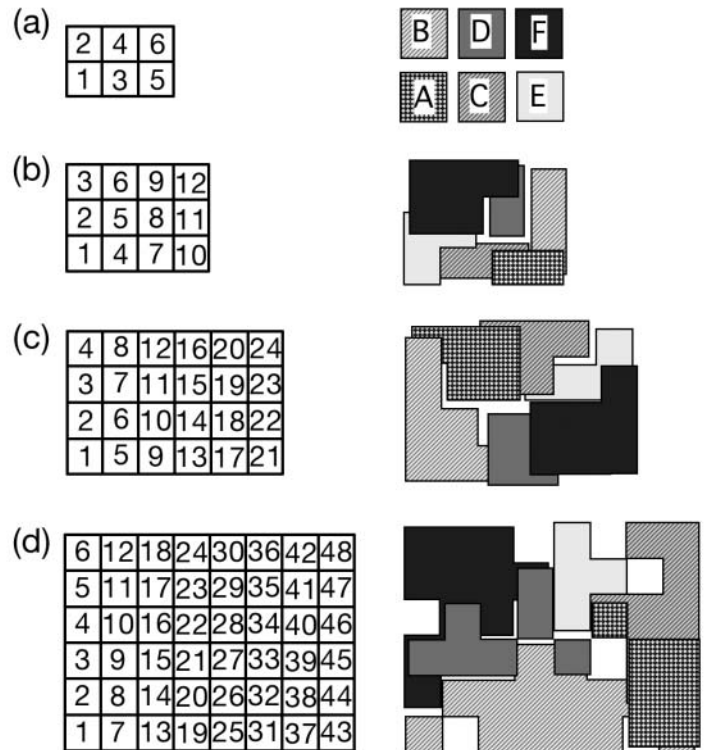 (a)
2 4 6
1 3 5
B D F
A C E
(b)
3 6 9 12
2 5 8 11
1 4 7 10
(c)
4 8 12 16 20 24
3 7 11 15 19 23
2 6 10 14 18 22
1 5 9 13 17 21
(d)
6 12 18 24 30 36 42 48
5 11 17 23 29 35 41 47
4 10 16 22 28 34 40 46
3 9 15 21 27 33 39 45
2 8 14 20 26 32 38 44
1 7 13 19 25 31 37 43